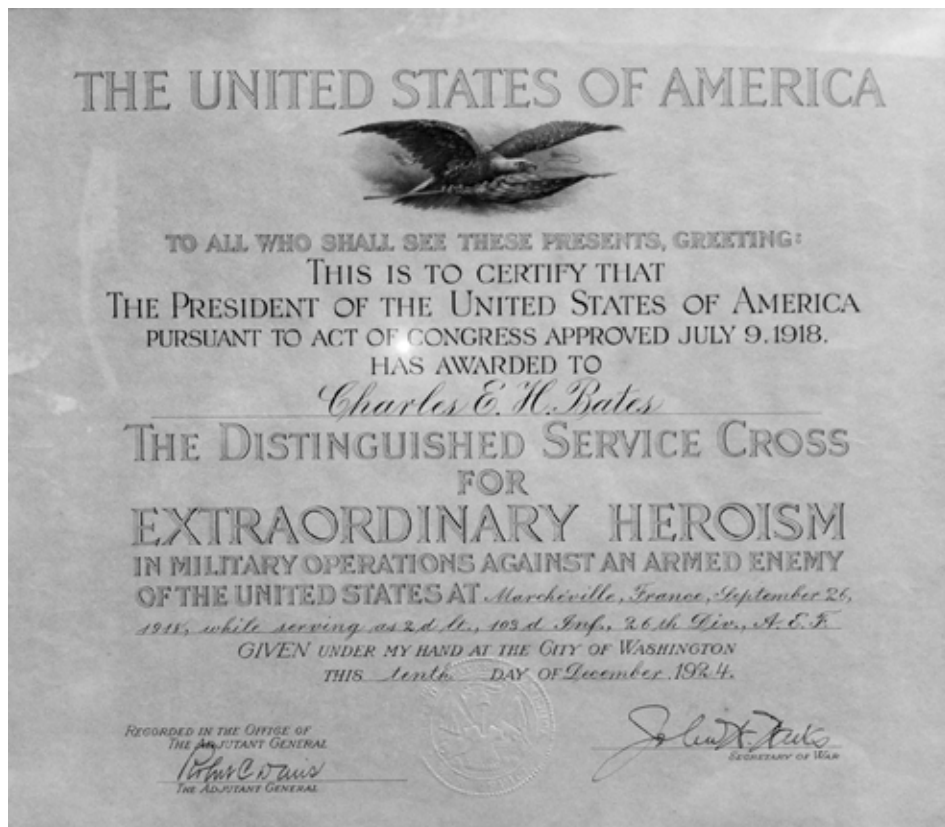 THE UNITED STATES OF AMERICA
TO ALL WHO SHALL SEE THESE PRESENTS, GREETING:
THIS IS TO CERTIFY THAT
THE PRESIDENT OF THE UNITED STATES OF AMERICA
PURSUANT TO ACT OF CONGRESS APPROVED JULY 9. 1918.
HAS AWARDED TO
Charles E. H. Bates
THE DISTINGUISHED SERVICE CROSS
FOR
EXTRAORDINARY HEROISM
IN MILITARY OPERATIONS AGAINST AN ARMED ENEMY
OF THE UNITED STATES AT Marchéville, France, September 26,
1918, while serving as 2d lt., 103d Inf., 26th Div., A. E. F.
GIVEN UNDER MY HAND AT THE CITY OF WASHINGTON
THIS tenth DAY OF December, 1924.
RECORDED IN THE OFFICE OF
THE ADJUTANT GENERAL
Robert C. Davis
THE ADJUTANT GENERAL
John W. Weeks
SECRETARY OF WAR